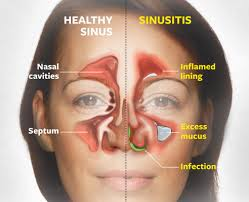 HEALTHY
SINUS
SINUSITIS
Nasal
cavities
Inflamed
lining
Septum
Excess
mucus
Infection